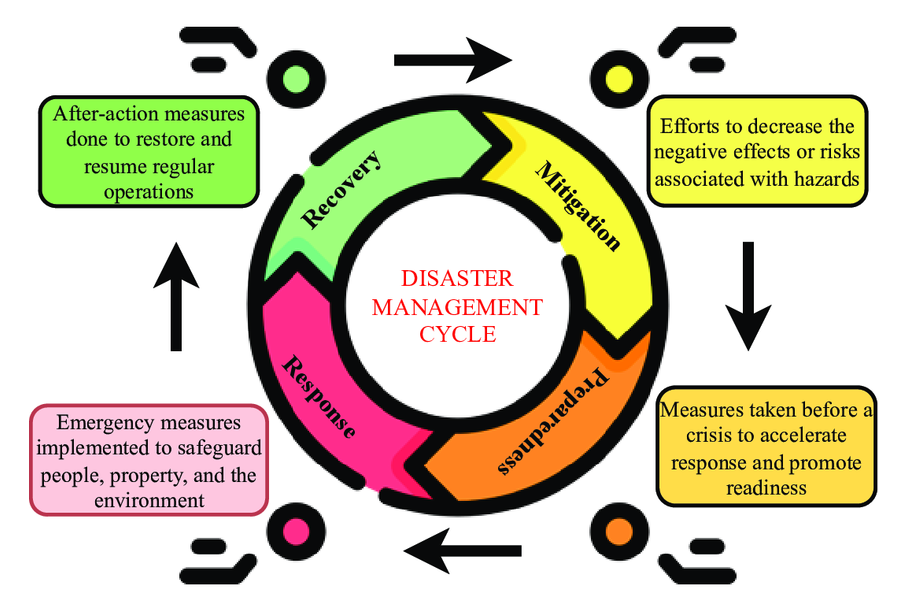 After-action measures
done to restore and
resume regular
operations
Efforts to decrease the
negative effects or risks
associated with hazards
Recovery
Mitigation
DISASTER
MANAGEMENT
CYCLE
Response
Preparedness
Emergency measures
implemented to safeguard
people, property, and the
environment
Measures taken before a
crisis to accelerate
response and promote
readiness